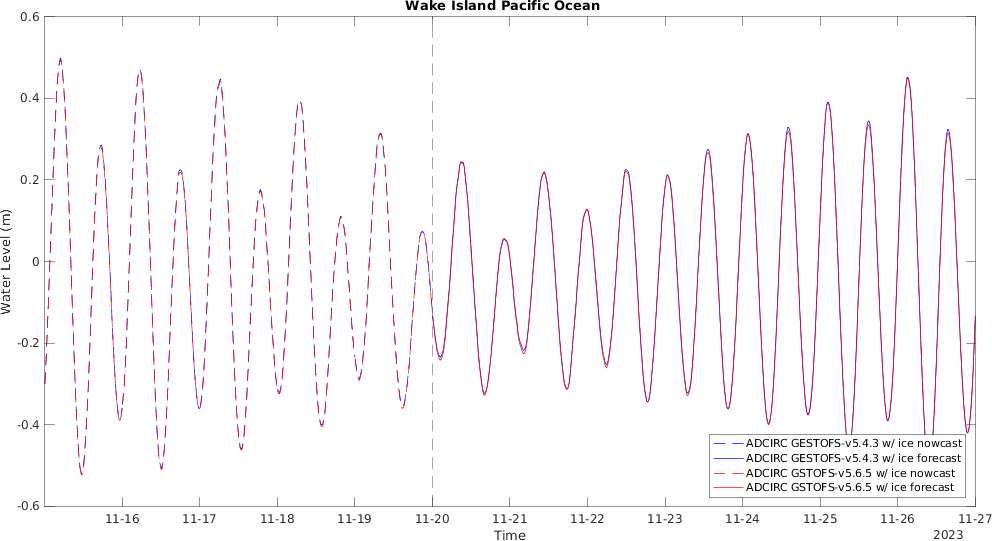 Wake Island Pacific Ocean
0.6
0.4
0.2
0
-0.2
-0.4
-0.6
Water Level (m)
ADCIRC GESTOFS-v5.4.3 w/ ice nowcast
ADCIRC GESTOFS-v5.4.3 w/ ice forecast
ADCIRC GSTOFS-v5.6.5 w/ ice nowcast
ADCIRC GSTOFS-v5.6.5 w/ ice forecast
11-16 11-17 11-18 11-19 11-20 11-21 11-22 11-23 11-24 11-25 11-26 11-27
Time
2023